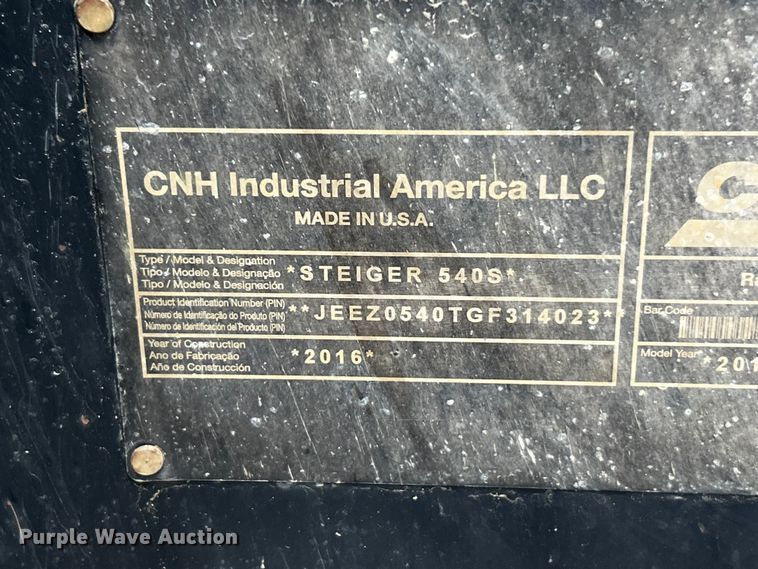 CNH Industrial America LLC
MADE IN U.S.A.
Type / Model & Designation
Tipo / Modelo & Designação
Tipo / Modelo & Designación
*STEIGER 540S*
Product Identification Number (PIN)
Número de Identificação do Produto (PIN)
Número de Identificación del Producto (PIN)
**JEEZ0540TGF314023**
Year of Construction
Ano de Fabricação
Año de Construcción
*2016*
Bar Code
Model Year
*201
Purple Wave Auction